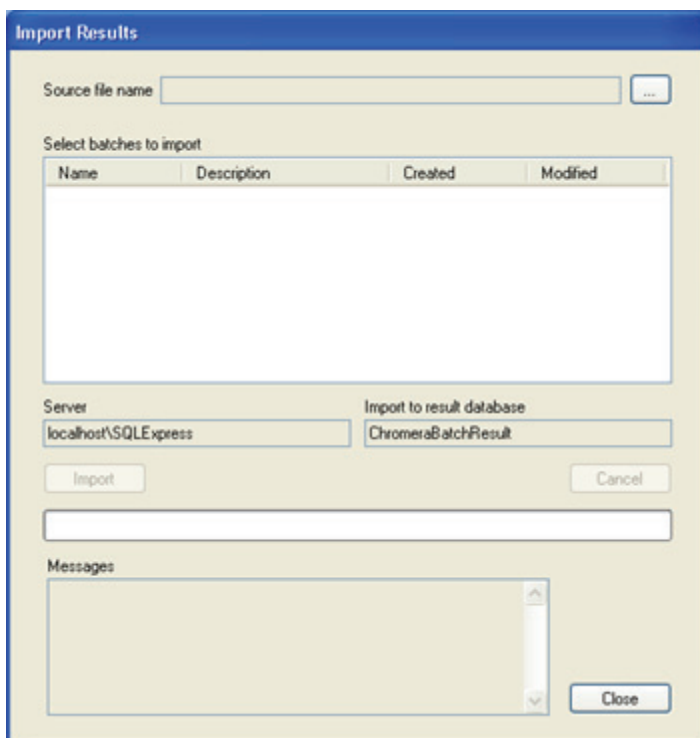 Import Results
Source file name
...
Select batches to import
Name Description Created Modified
Server Import to result database
localhost\SQLExpress ChromeraBatchResult
Import Cancel
Messages
Close